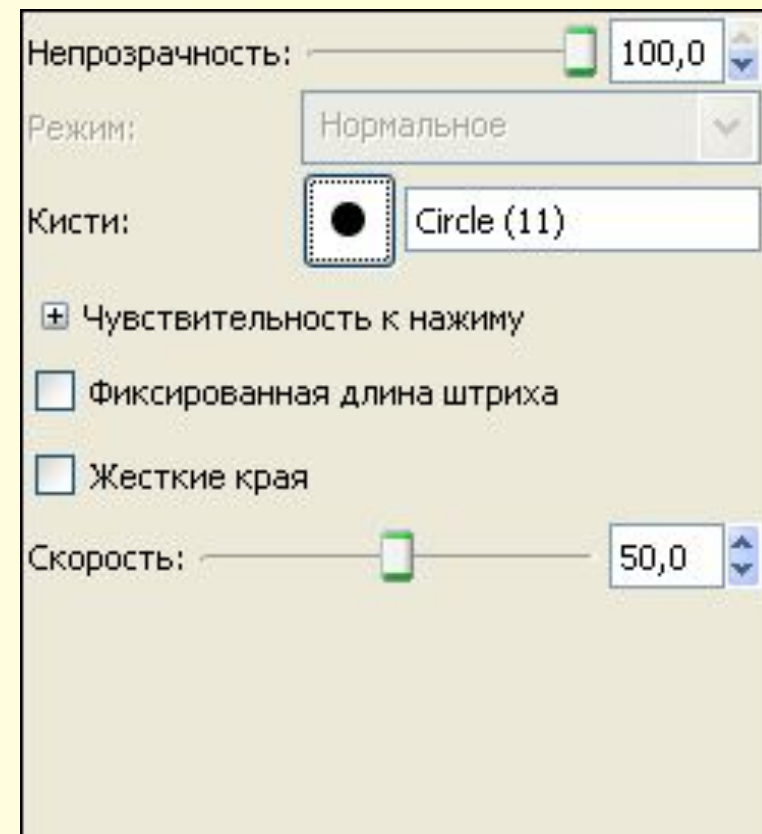 Непрозрачность: 100,0
Режим: Нормальное
Кисти: Circle (11)
Чувствительность к нажиму
Фиксированная длина штриха
Жесткие края
Скорость: 50,0